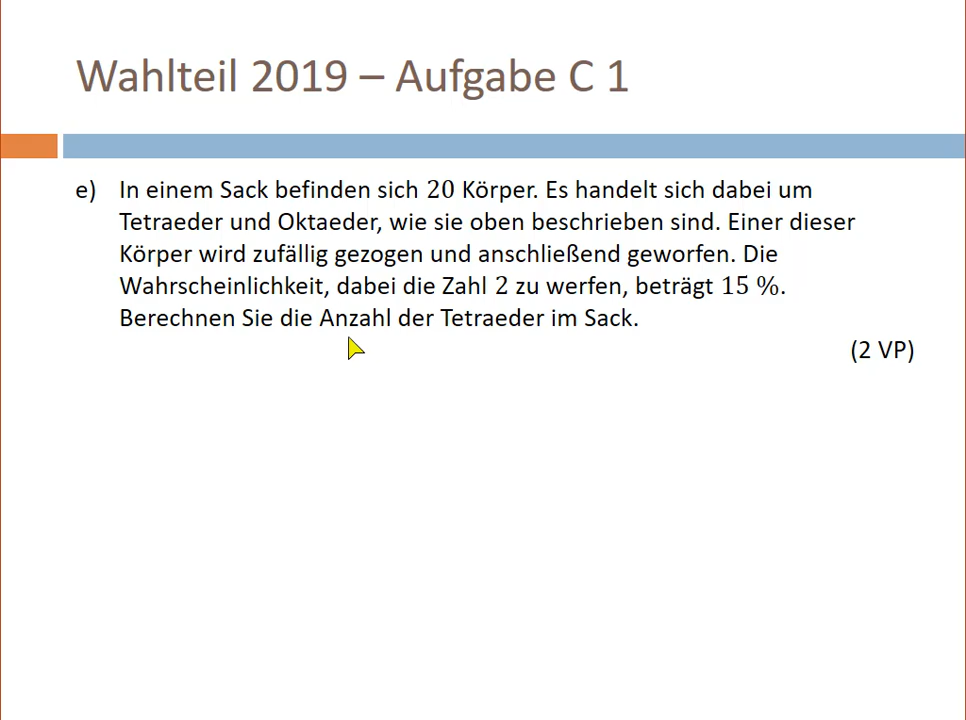 Wahlteil 2019 – Aufgabe C 1
e) In einem Sack befinden sich 20 Körper. Es handelt sich dabei um
Tetraeder und Oktaeder, wie sie oben beschrieben sind. Einer dieser
Körper wird zufällig gezogen und anschließend geworfen. Die
Wahrscheinlichkeit, dabei die Zahl 2 zu werfen, beträgt 15 %.
Berechnen Sie die Anzahl der Tetraeder im Sack.
(2 VP)